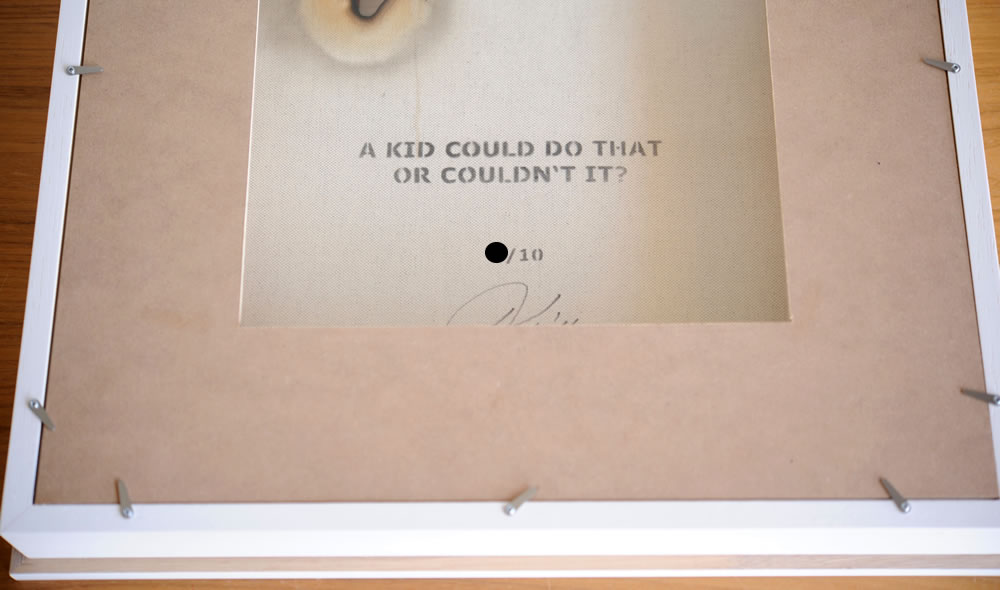 A KID COULD DO THAT
OR COULDN'T IT?
/10